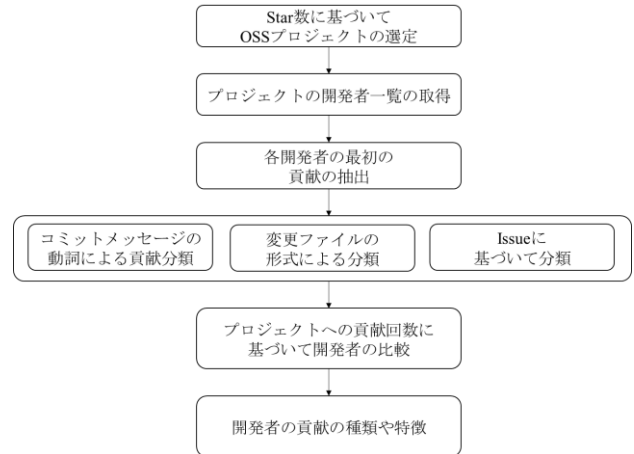 Star数に基づいて
OSSプロジェクトの選定
プロジェクトの開発者一覧の取得
各開発者の最初の
貢献の抽出
コミットメッセージの
動詞による貢献分類
変更ファイルの
形式による分類
Issueに
基づいて分類
プロジェクトへの貢献回数に
基づいて開発者の比較
開発者の貢献の種類や特徴